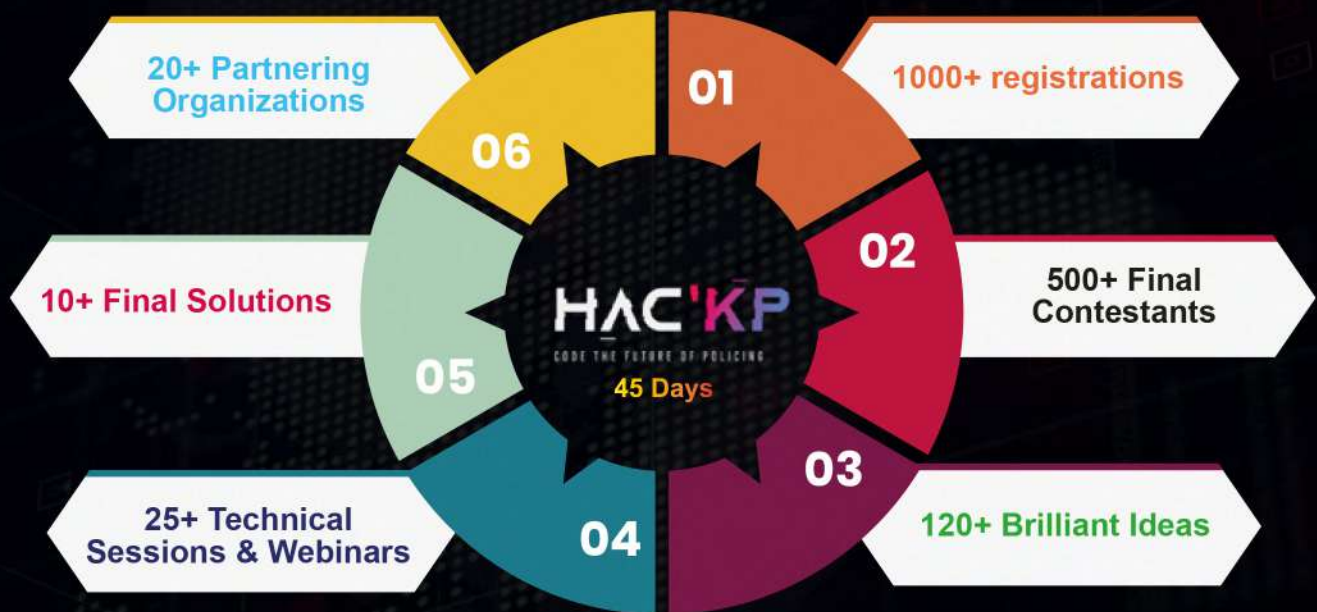 01
1000+ registrations
02
500+ Final
Contestants
03
120+ Brilliant Ideas
04
25+ Technical
Sessions & Webinars
05
10+ Final Solutions
06
20+ Partnering
Organizations
HAC'KP
CODE THE FUTURE OF POLICING
45 Days